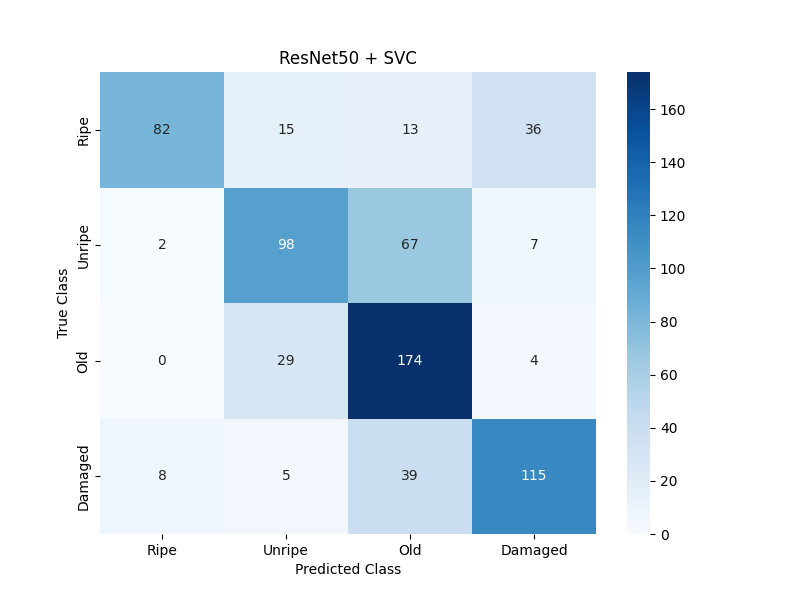 ResNet50 + SVC
True Class
Ripe 82 15 13 36
Unripe 2 98 67 7
Old 0 29 174 4
Damaged 8 5 39 115
Ripe Unripe Old Damaged
Predicted Class
160
140
120
100
80
60
40
20
0